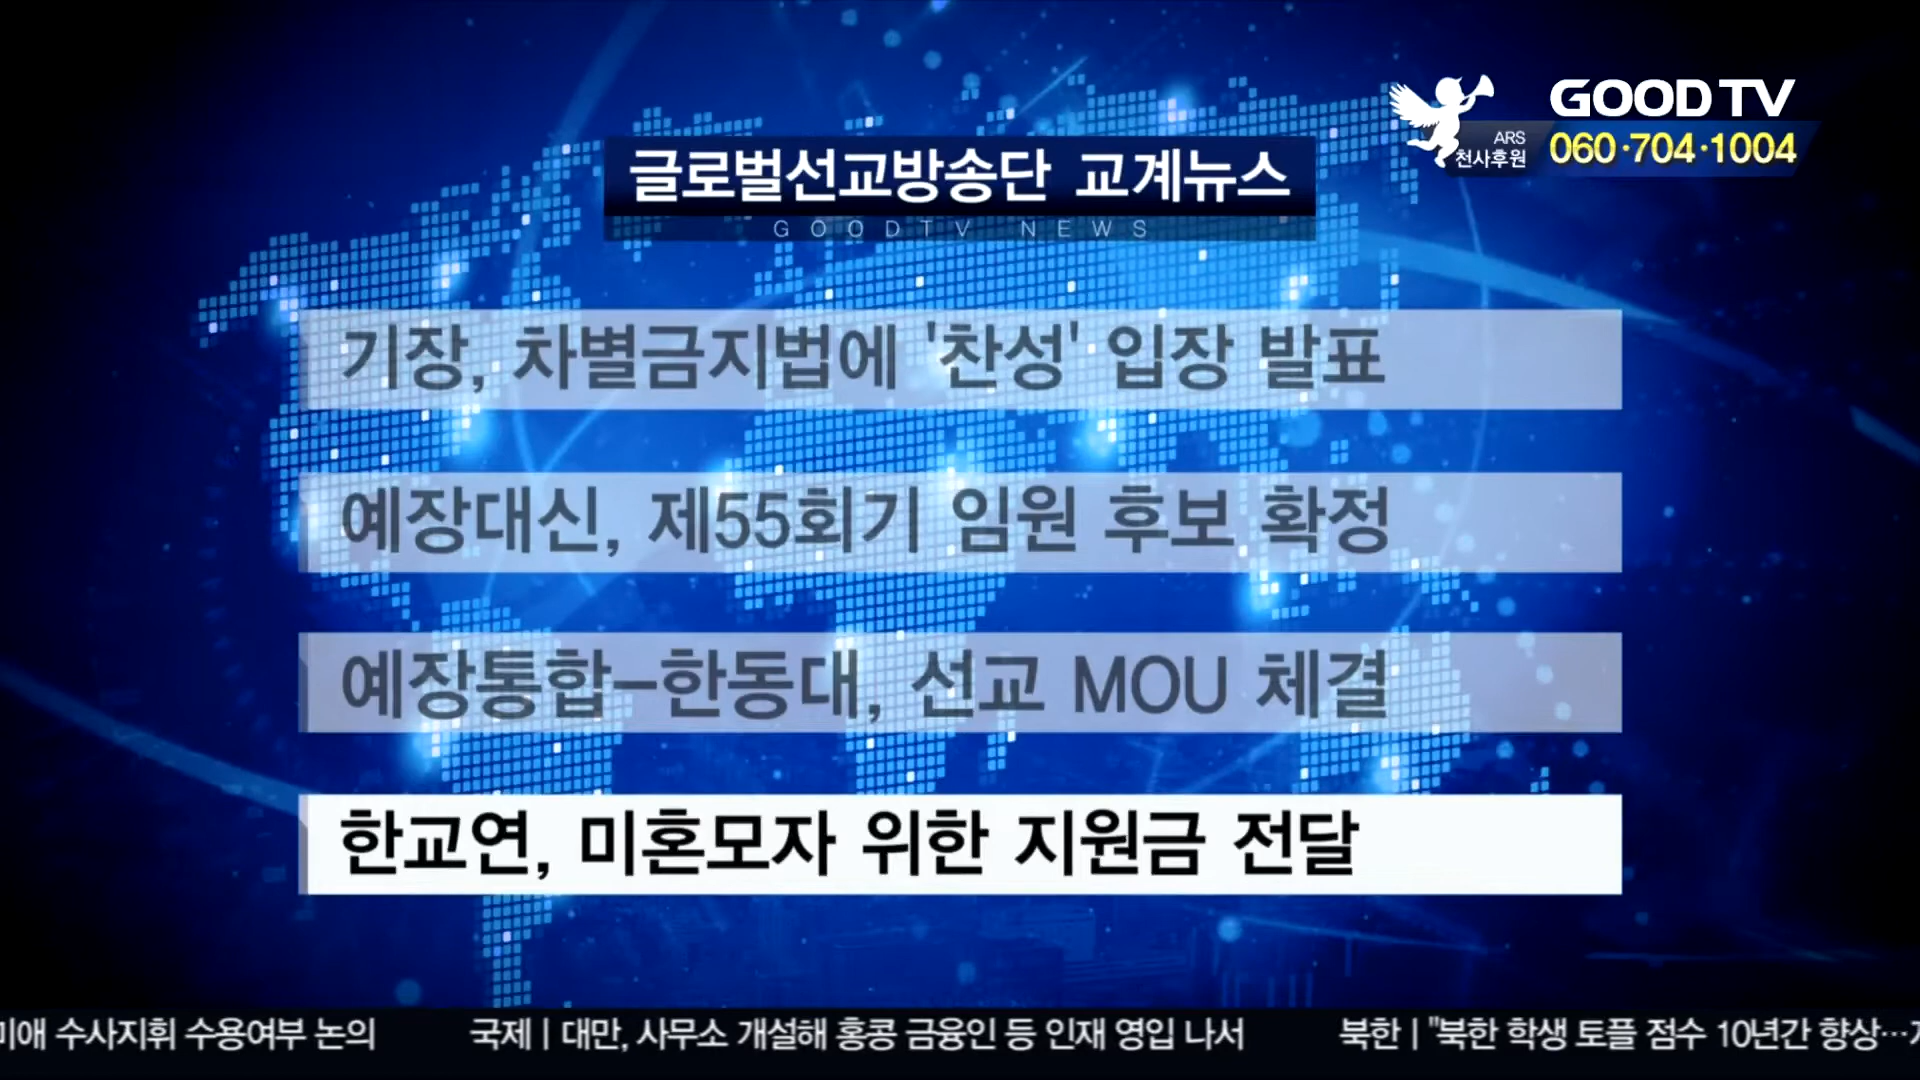 GOODTV
ARS
천사후원 060·704·1004
글로벌선교방송단 교계뉴스
GOODTV NEWS
기장, 차별금지법에 '찬성' 입장 발표
예장대신, 제55회기 임원 후보 확정
예장통합-한동대, 선교 MOU 체결
한교연, 미혼모자 위한 지원금 전달
미애 수사지휘 수용여부 논의 국제 | 대만, 사무소 개설해 홍콩 금융인 등 인재 영입 나서 북한 | "북한 학생 토플 점수 10년간 향상…